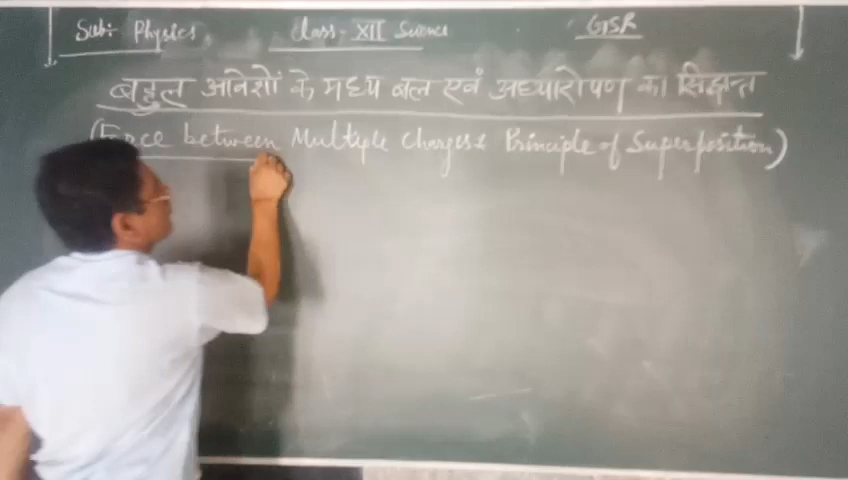 Sub:- Physics Class - XII Science GISR
बहुल आवेशों के मध्य बल एवं अध्यारोपण का सिद्धान्त
(Force between Multiple Charges & Principle of Superposition)